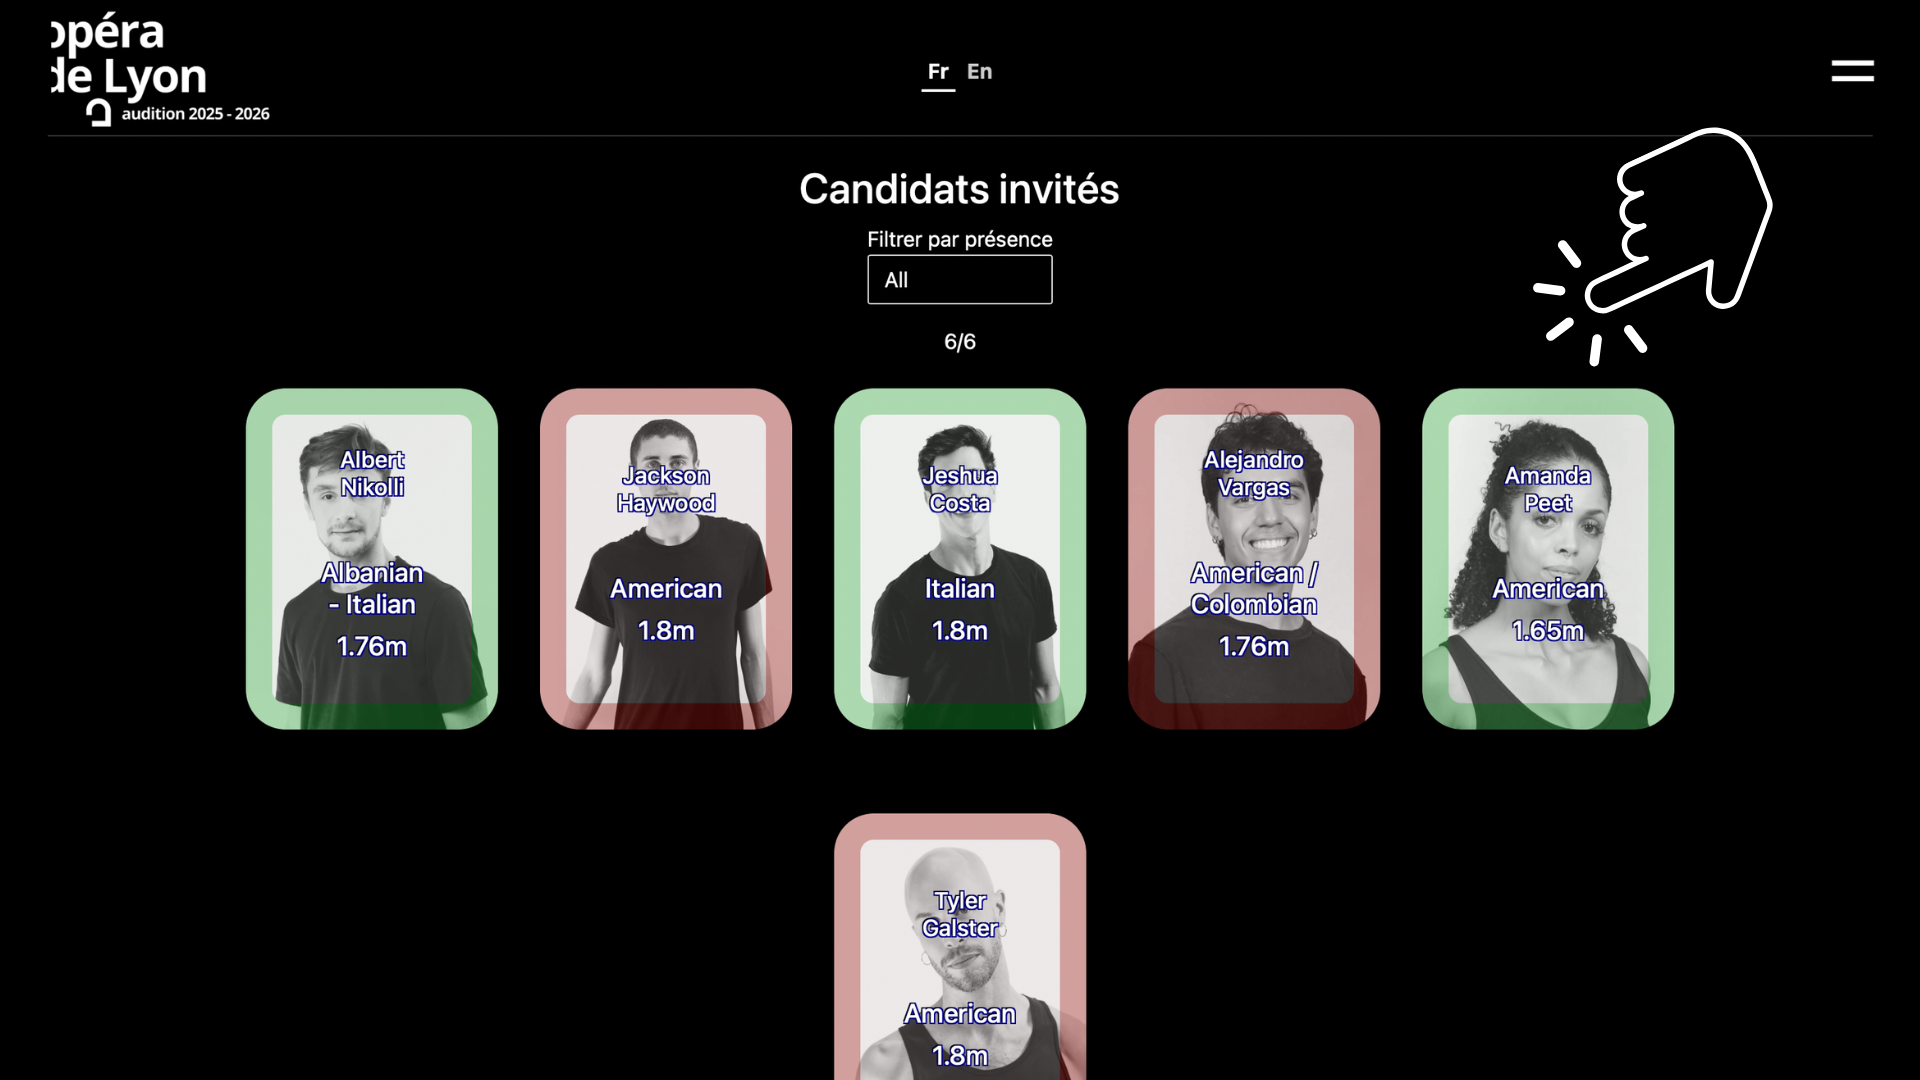 opéra
de Lyon
audition 2025 - 2026
Fr En
Candidats invités
Filtrer par présence
All
6/6
Albert
Nikolli
Albanian
- Italian
1.76m
Jackson
Haywood
American
1.8m
Jeshua
Costa
Italian
1.8m
Alejandro
Vargas
American /
Colombian
1.76m
Amanda
Peet
American
1.65m
Tyler
Galster
American
1.8m